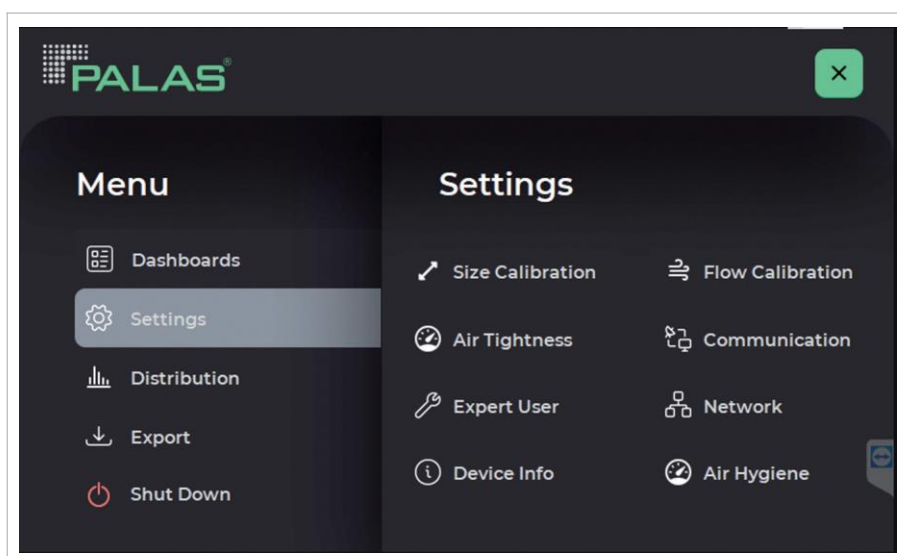 PALAS®
Menu
Dashboards
Settings
Distribution
Export
Shut Down
Settings
Size Calibration
Flow Calibration
Air Tightness
Communication
Expert User
Network
Device Info
Air Hygiene